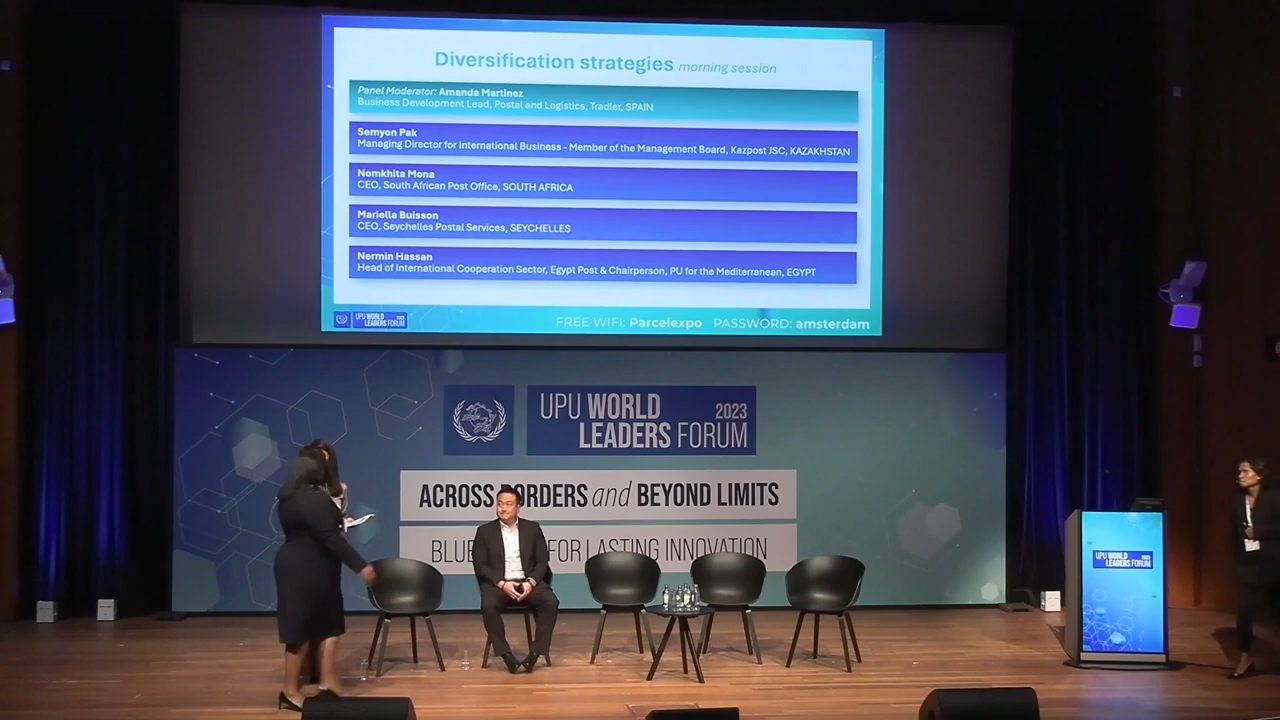 Diversification strategies morning session
Panel Moderator: Amanda Martinez
Business Development Lead, Postal and Logistics, Tradler, SPAIN
Semyon Pak
Managing Director for International Business - Member of the Management Board, Kazpost JSC, KAZAKHSTAN
Nomkhita Mona
CEO, South African Post Office, SOUTH AFRICA
Mariella Buisson
CEO, Seychelles Postal Services, SEYCHELLES
Nermin Hassan
Head of International Cooperation Sector, Egypt Post & Chairperson, PU for the Mediterranean, EGYPT
UPU WORLD 2023
LEADERS FORUM
FREE WIFI: Parcelexpo PASSWORD: amsterdam
UPU WORLD 2023
LEADERS FORUM
ACROSS BORDERS and BEYOND LIMITS
FOR LASTING INNOVATION
UPU WORLD 2023
LEADERS FORUM